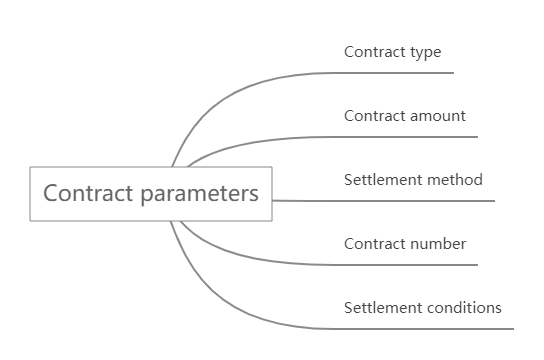 Contract parameters
Contract type
Contract amount
Settlement method
Contract number
Settlement conditions